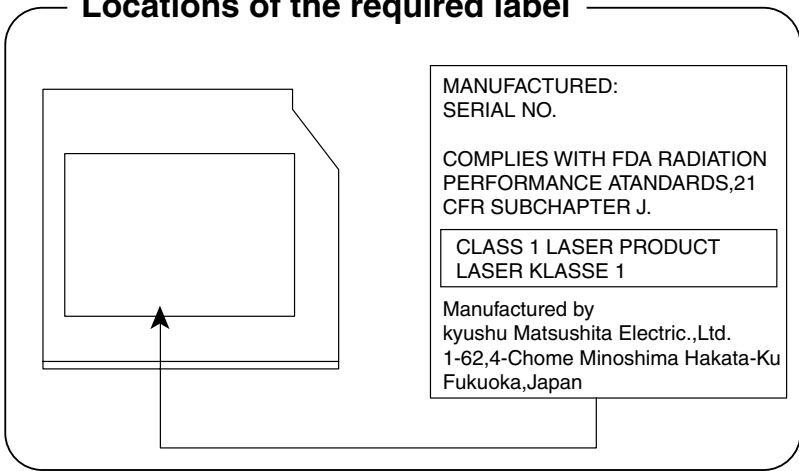 Locations of the required label
MANUFACTURED:
SERIAL NO.
COMPLIES WITH FDA RADIATION
PERFORMANCE ATANDARDS,21
CFR SUBCHAPTER J.
CLASS 1 LASER PRODUCT
LASER KLASSE 1
Manufactured by
kyushu Matsushita Electric.,Ltd.
1-62,4-Chome Minoshima Hakata-Ku
Fukuoka,Japan